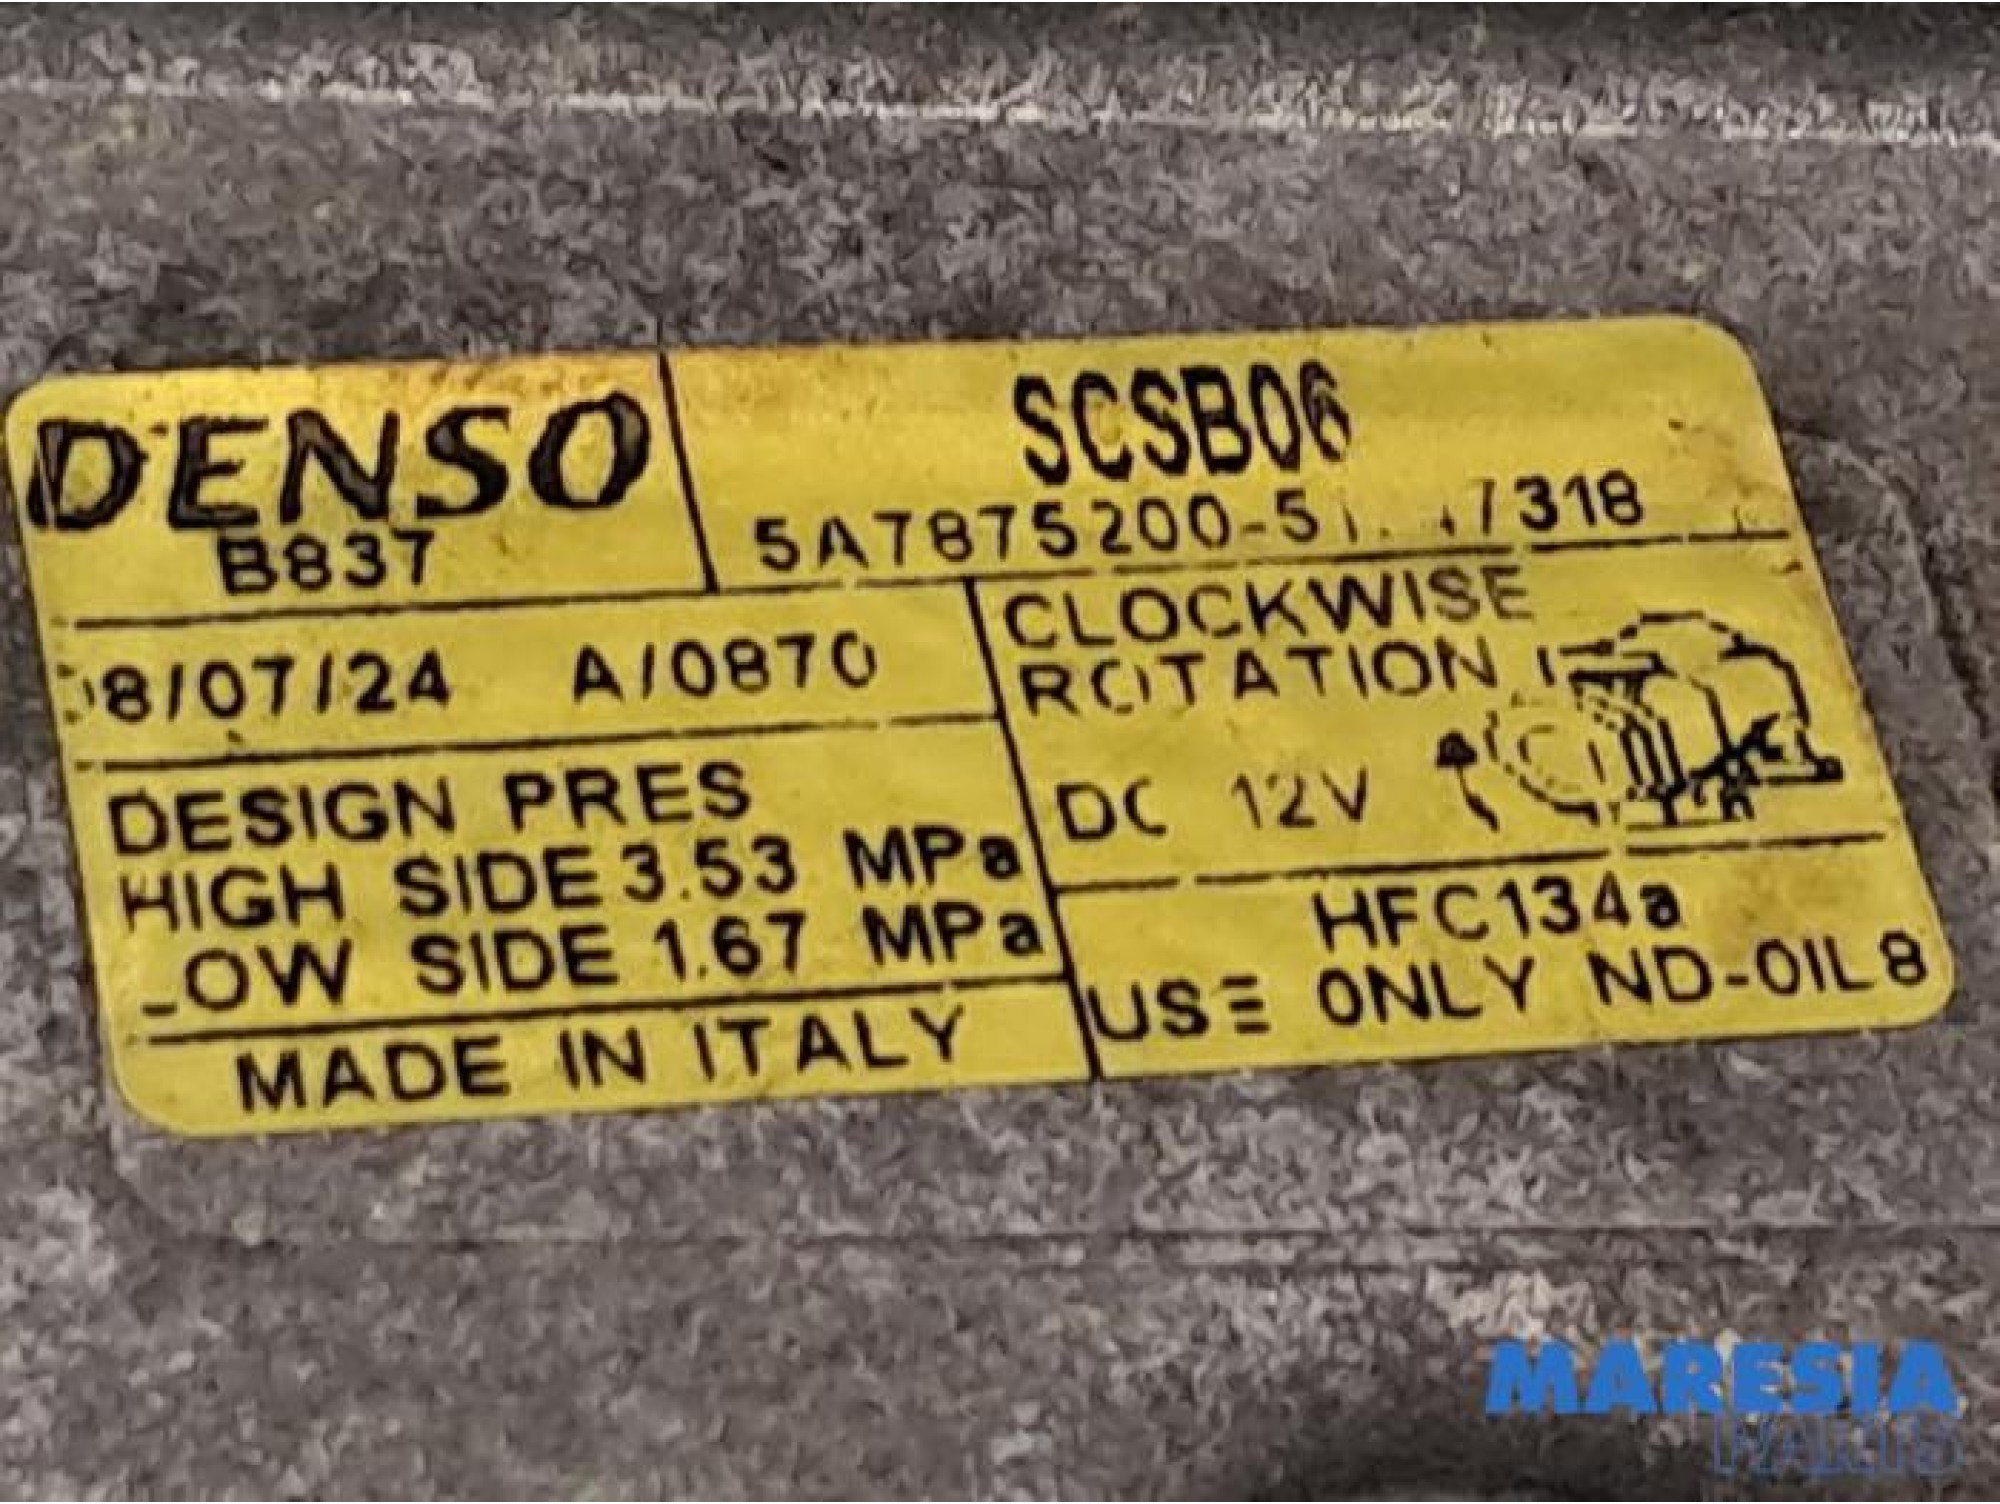 DENSO
B837
SCSB06
5A7875200-5 /318
8/07/24 A/0870
CLOCKWISE
ROTATION
DC 12V
DESIGN PRES
HIGH SIDE 3.53 MPa
LOW SIDE 1.67 MPa
HFC134a
USE ONLY ND-OIL8
MADE IN ITALY
MARESIA
PARTS